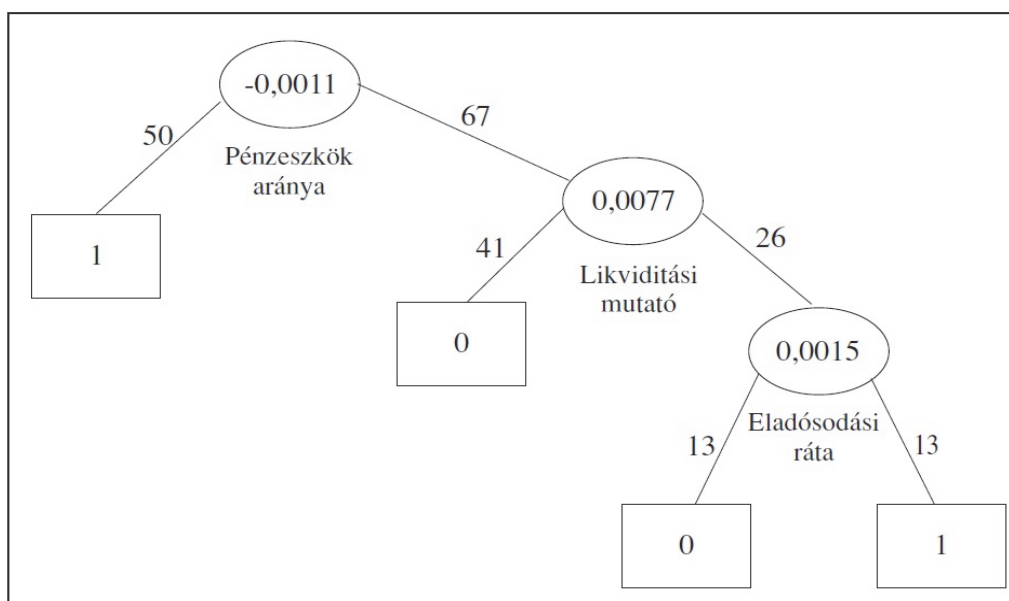 -0,0011
50
67
Pénzeszkök
aránya
1
0,0077
41
26
Likviditási
mutató
0
0,0015
13
13
Eladósodási
ráta
0
1